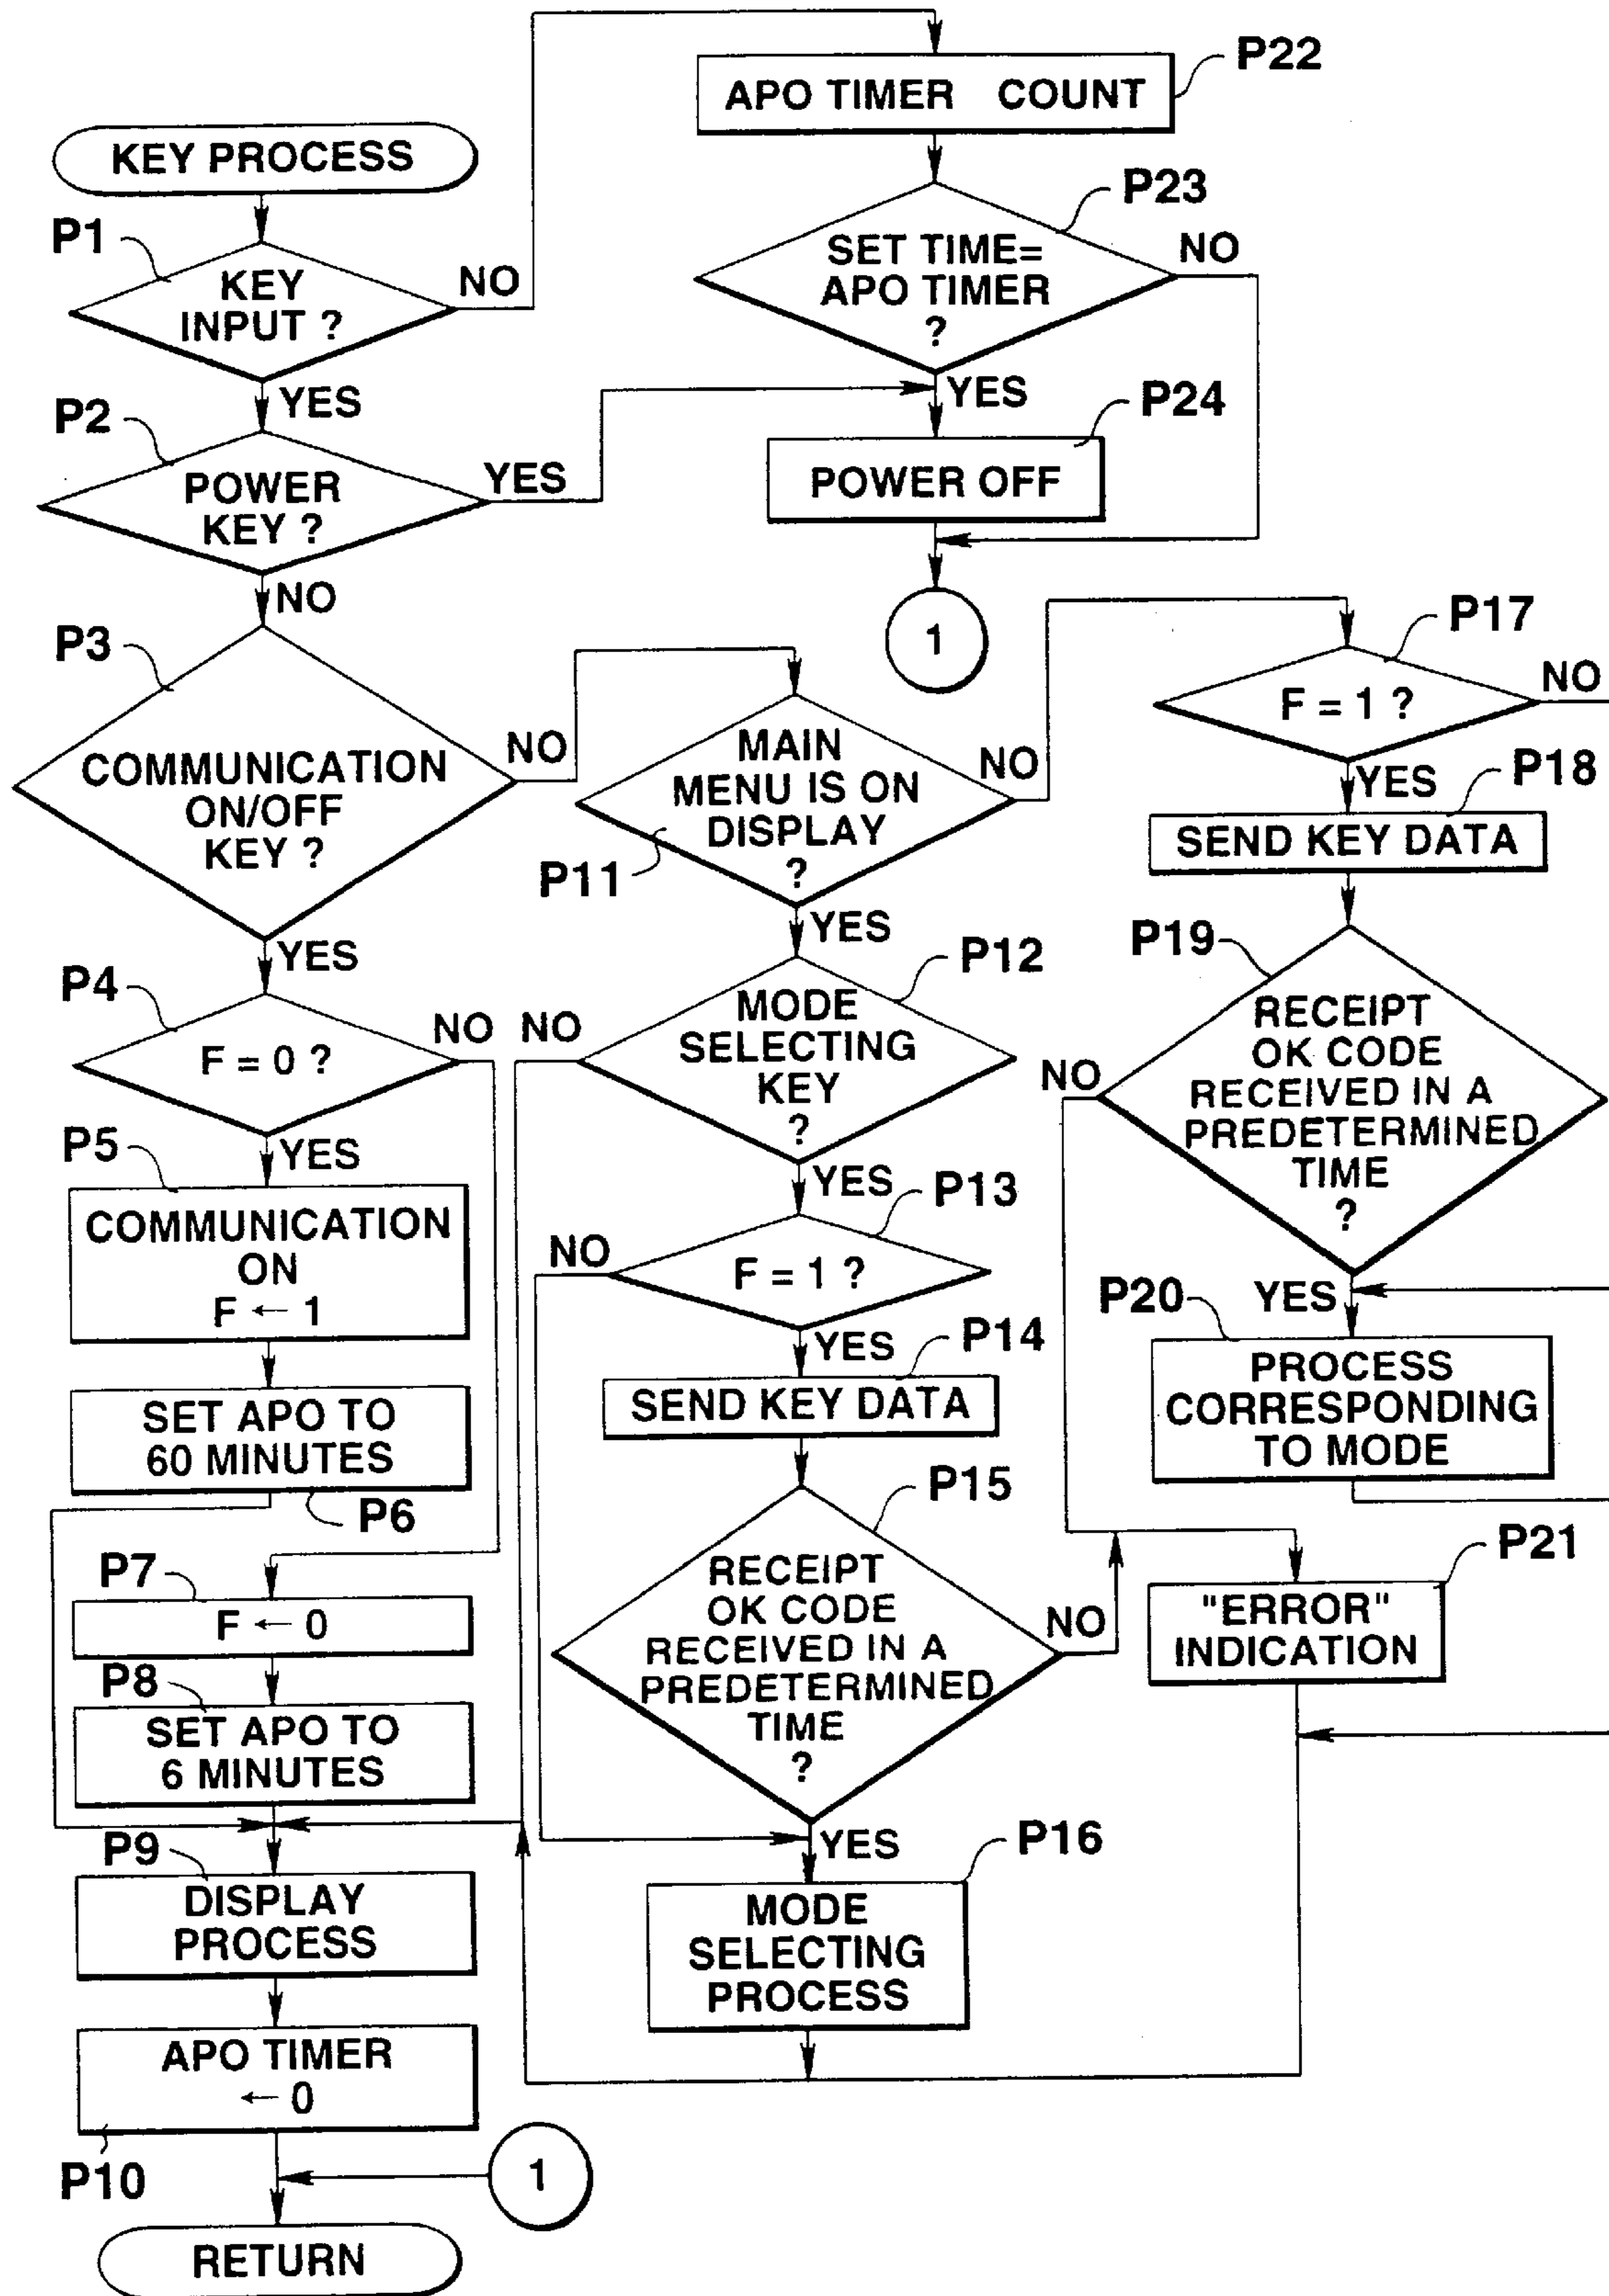 KEY PROCESS
P1
KEY
INPUT ?
NO
YES
P2
POWER
KEY ?
YES
NO
P3
COMMUNICATION
ON/OFF
KEY ?
NO
YES
P4
F = 0 ?
NO
YES
P5
COMMUNICATION
ON
F ← 1
SET APO TO
60 MINUTES
P6
P7
F ← 0
P8
SET APO TO
6 MINUTES
P9
DISPLAY
PROCESS
APO TIMER
← 0
P10
1
RETURN
P22
APO TIMER COUNT
P23
SET TIME=
APO TIMER
?
NO
YES
P24
POWER OFF
1
MAIN
MENU IS ON
DISPLAY
?
P11
NO
YES
P12
MODE
SELECTING
KEY
?
NO
YES
P13
F = 1 ?
NO
YES
P14
SEND KEY DATA
P15
RECEIPT
OK CODE
RECEIVED IN A
PREDETERMINED
TIME
?
NO
YES
P16
MODE
SELECTING
PROCESS
P17
F = 1 ?
NO
YES
P18
SEND KEY DATA
P19
RECEIPT
OK CODE
RECEIVED IN A
PREDETERMINED
TIME
?
NO
YES
P20
PROCESS
CORRESPONDING
TO MODE
P21
"ERROR"
INDICATION